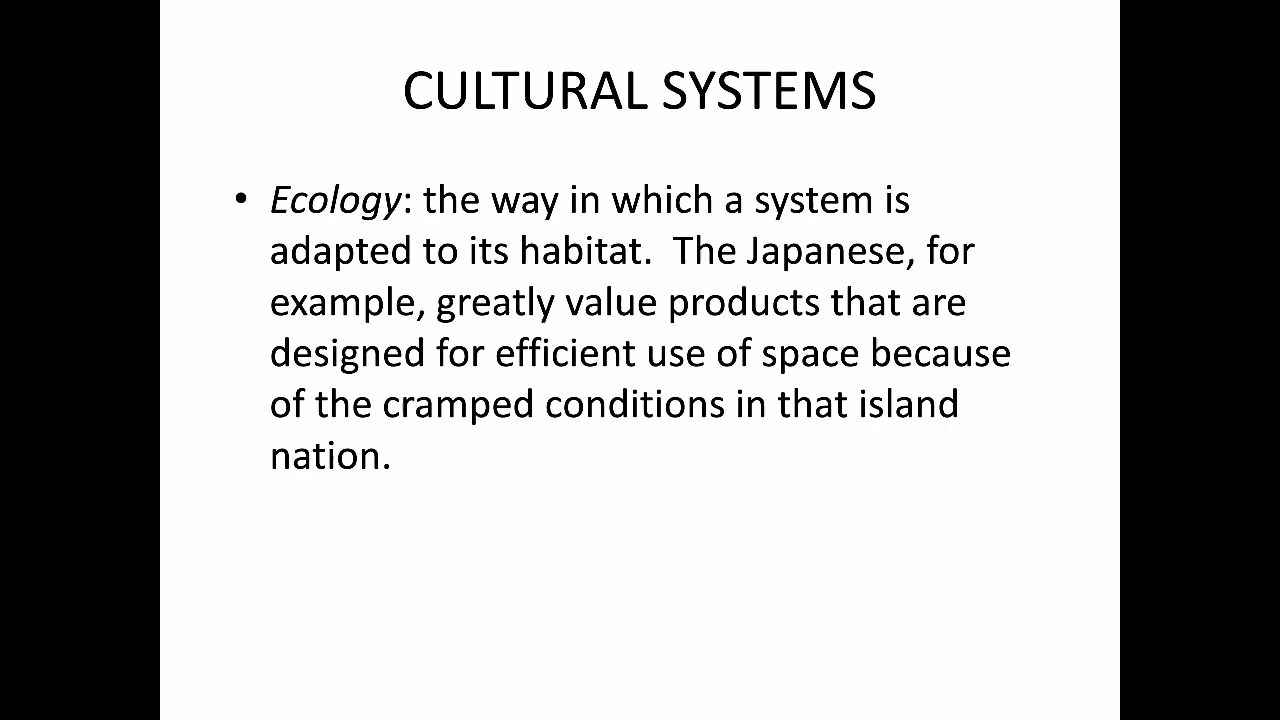 CULTURAL SYSTEMS
• Ecology: the way in which a system is
adapted to its habitat.  The Japanese, for
example, greatly value products that are
designed for efficient use of space because
of the cramped conditions in that island
nation.